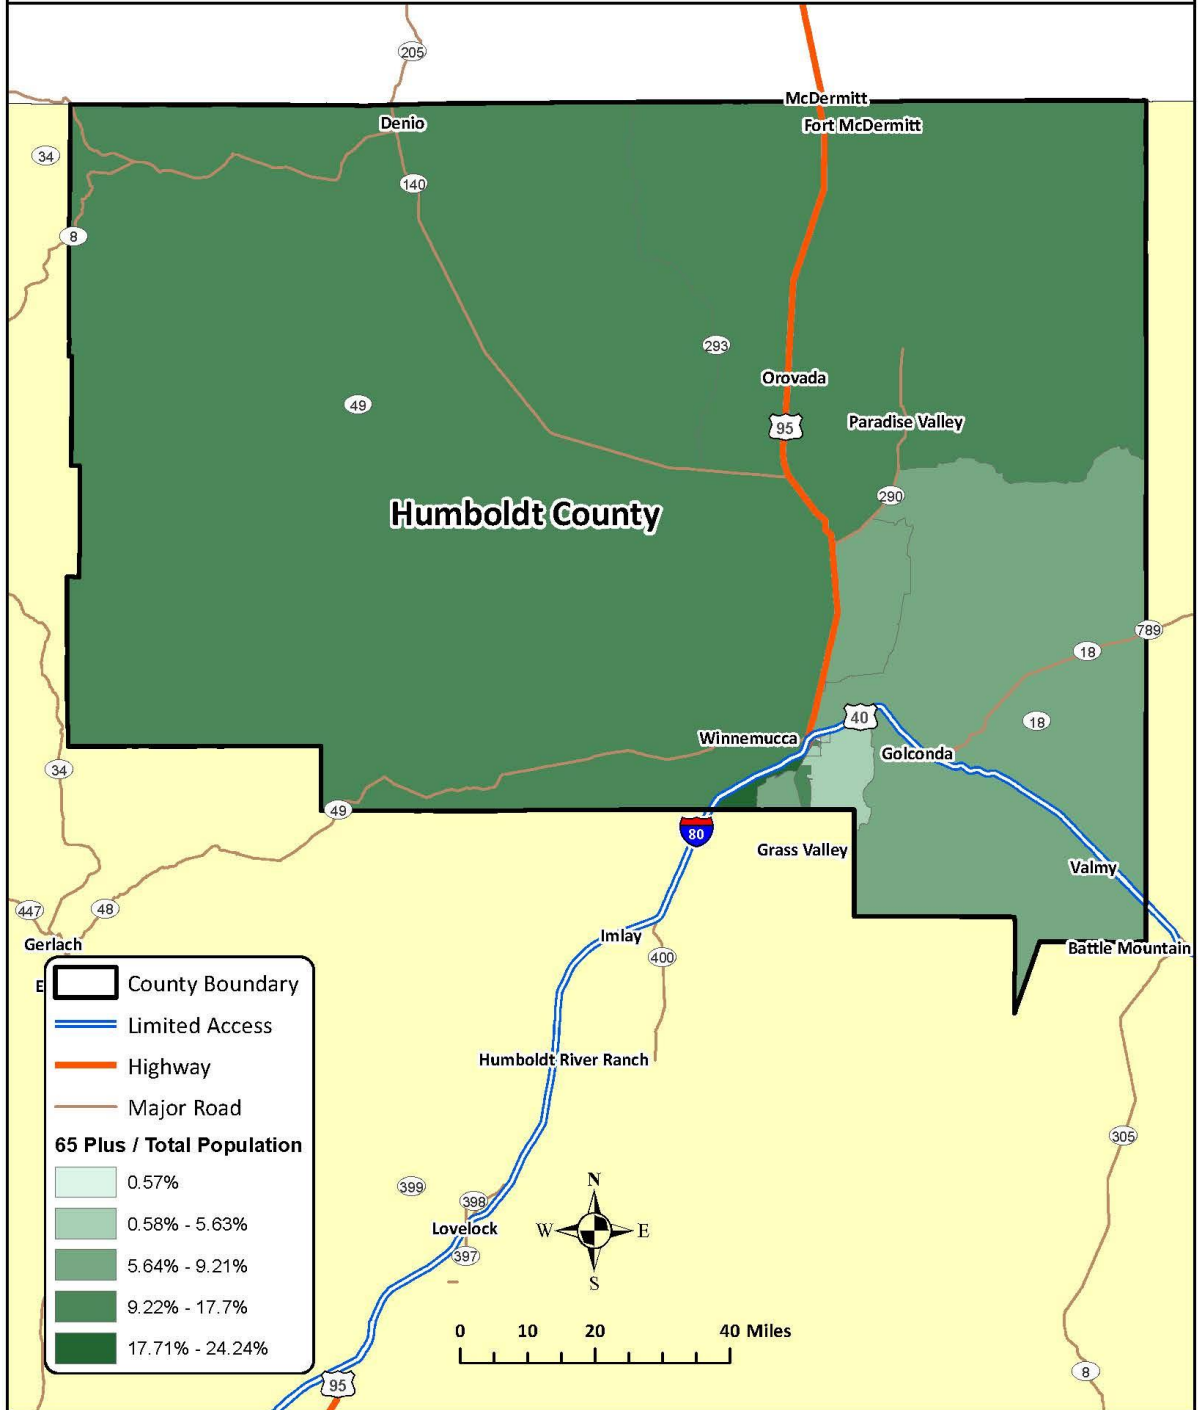 205
McDermitt
Denio
Fort McDermitt
34
140
8
293
Orovada
49
95
Paradise Valley
290
Humboldt County
789
18
40
18
Winnemucca
Golconda
34
49
80
Grass Valley
Valmy
447
48
Gerlach
Imlay
400
Battle Mountain
E
County Boundary
Limited Access
Highway
Major Road
65 Plus / Total Population
0.57%
0.58% - 5.63%
5.64% - 9.21%
9.22% - 17.7%
17.71% - 24.24%
Humboldt River Ranch
305
399
398
Lovelock
397
N
W
E
S
0 10 20 40 Miles
95
8